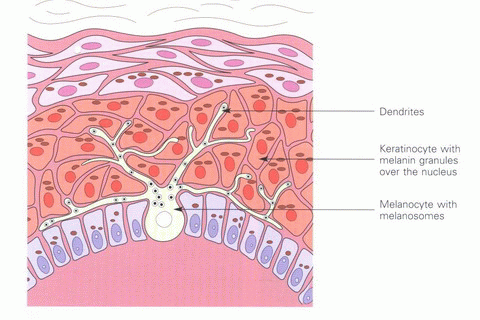 Dendrites
Keratinocyte with
melanin granules
over the nucleus
Melanocyte with
melanosomes